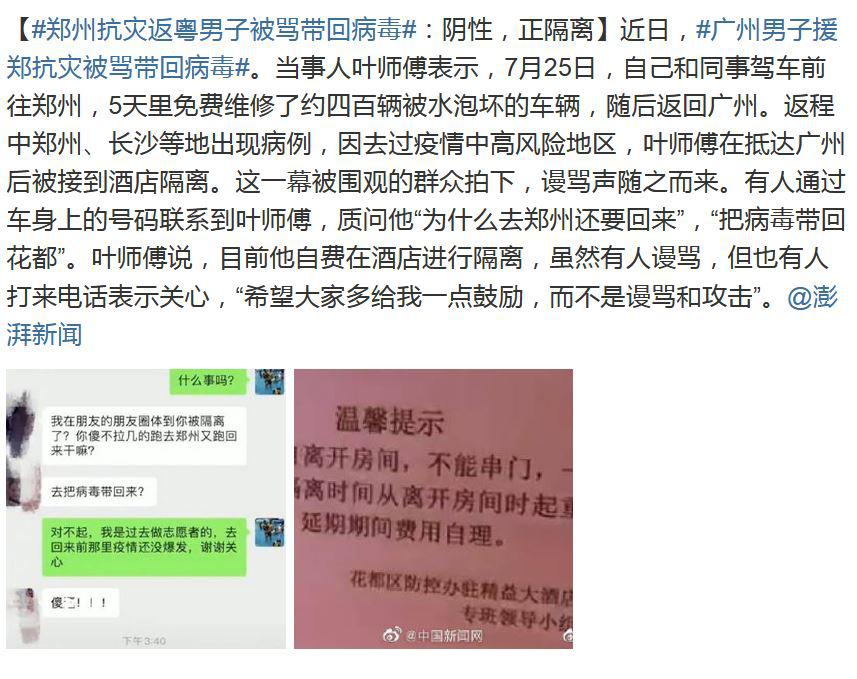 【#郑州抗灾返粤男子被骂带回病毒#：阴性，正隔离】近日，#广州男子援
郑抗灾被骂带回病毒#。当事人叶师傅表示，7月25日，自己和同事驾车前
往郑州，5天里免费维修了约四百辆被水泡坏的车辆，随后返回广州。返程
中郑州、长沙等地出现病例，因去过疫情中高风险地区，叶师傅在抵达广州
后被接到酒店隔离。这一幕被围观的群众拍下，谩骂声随之而来。有人通过
车身上的号码联系到叶师傅，质问他“为什么去郑州还要回来”，“把病毒带回
花都”。叶师傅说，目前他自费在酒店进行隔离，虽然有人谩骂，但也有人
打来电话表示关心，“希望大家多给我一点鼓励，而不是谩骂和攻击”。@澎
湃新闻
什么事吗？
我在朋友的朋友圈体到你被隔离
了？你傻不拉几的跑去郑州又跑回
来干嘛？
去把病毒带回来？
对不起，我是过去做志愿者的，去
回来前那里疫情还没爆发，谢谢关
心
傻！！！
下午3:40
温馨提示
离开房间，不能串门，
隔离时间从离开房间时起重
延期期间费用自理。
花都区防控办驻精益大酒店
专班领导小组
@中国新闻网